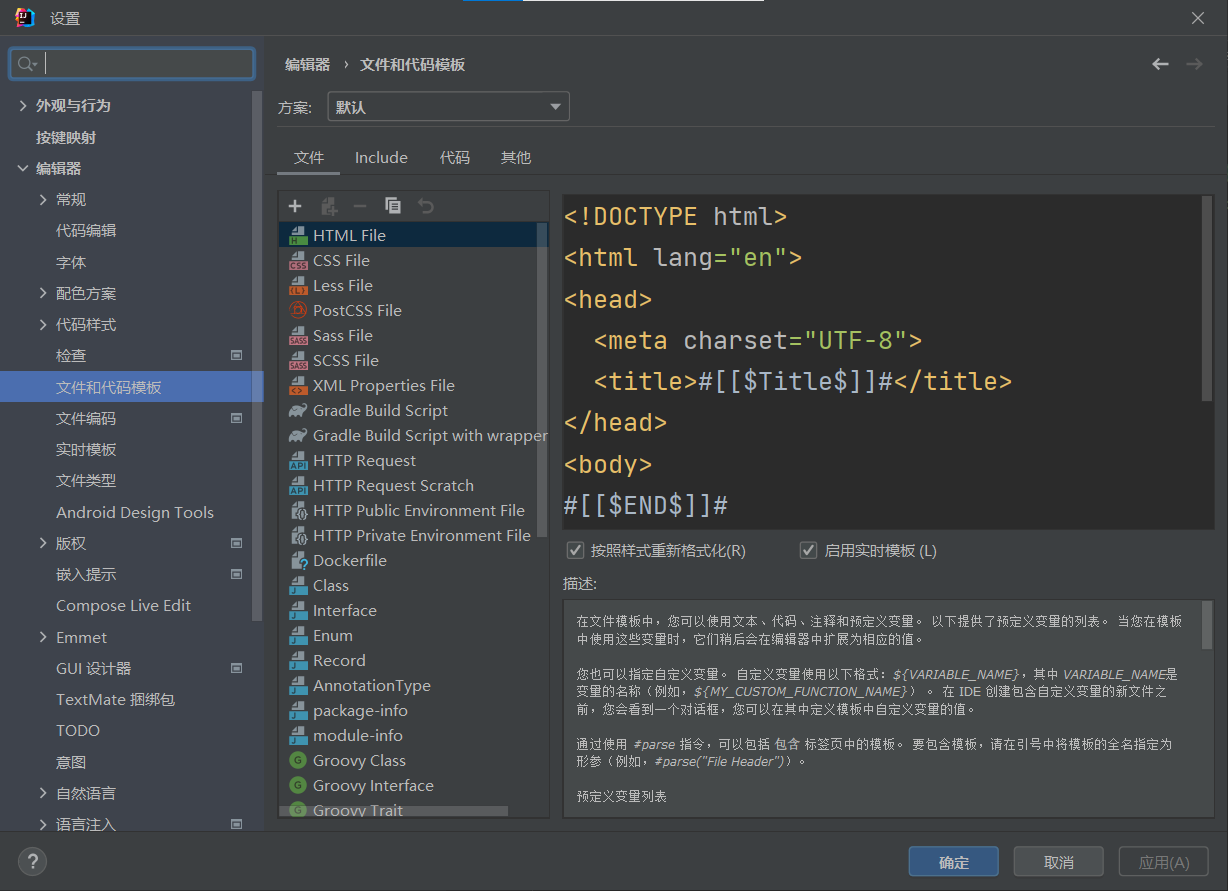 设置
外观与行为
按键映射
编辑器
常规
代码编辑
字体
配色方案
代码样式
检查
文件和代码模板
文件编码
实时模板
文件类型
Android Design Tools
版权
嵌入提示
Compose Live Edit
Emmet
GUI 设计器
TextMate 捆绑包
TODO
意图
自然语言
语言注入
编辑器 › 文件和代码模板
方案: 默认
文件 Include 代码 其他
HTML File
CSS File
Less File
PostCSS File
Sass File
SCSS File
XML Properties File
Gradle Build Script
Gradle Build Script with wrapper
HTTP Request
HTTP Request Scratch
HTTP Public Environment File
HTTP Private Environment File
Dockerfile
Class
Interface
Enum
Record
AnnotationType
package-info
module-info
Groovy Class
Groovy Interface
Groovy Trait
<!DOCTYPE html>
<html lang="en">
<head>
  <meta charset="UTF-8">
  <title>#[[$Title$]]#</title>
</head>
<body>
#[[$END$]]#
按照样式重新格式化(R) 启用实时模板 (L)
描述:
在文件模板中，您可以使用文本、代码、注释和预定义变量。 以下提供了预定义变量的列表。 当您在模板
中使用这些变量时，它们稍后会在编辑器中扩展为相应的值。
您也可以指定自定义变量。 自定义变量使用以下格式：${VARIABLE_NAME}，其中 VARIABLE_NAME是
变量的名称（例如，${MY_CUSTOM_FUNCTION_NAME}） 。 在 IDE 创建包含自定义变量的新文件之
前，您会看到一个对话框，您可以在其中定义模板中自定义变量的值。
通过使用 #parse 指令，可以包括 包含 标签页中的模板。 要包含模板，请在引号中将模板的全名指定为
形参（例如，#parse("File Header")）。
预定义变量列表
? 确定 取消 应用(A)